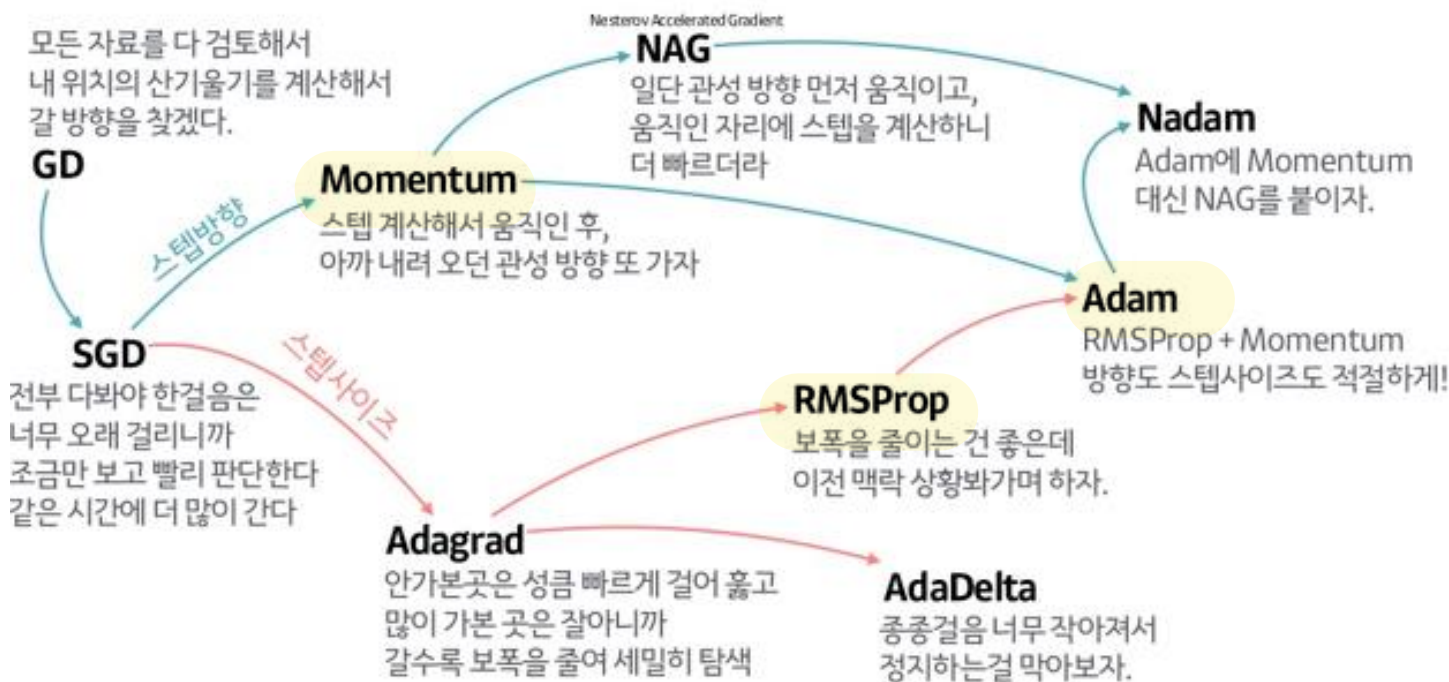 모든 자료를 다 검토해서
내 위치의 산기울기를 계산해서
갈 방향을 찾겠다.
GD
스텝방향
SGD
전부 다봐야 한걸음은
너무 오래 걸리니까
조금만 보고 빨리 판단한다
같은 시간에 더 많이 간다
Momentum
스텝 계산해서 움직인 후,
아까 내려 오던 관성 방향 또 가자
Nesterov Accelerated Gradient
NAG
일단 관성 방향 먼저 움직이고,
움직인 자리에 스텝을 계산하니
더 빠르더라
Nadam
Adam에 Momentum
대신 NAG를 붙이자.
Adam
RMSProp + Momentum
방향도 스텝사이즈도 적절하게!
스텝사이즈
RMSProp
보폭을 줄이는 건 좋은데
이전 맥락 상황봐가며 하자.
Adagrad
안가본곳은 성큼 빠르게 걸어 훑고
많이 가본 곳은 잘아니까
갈수록 보폭을 줄여 세밀히 탐색
AdaDelta
종종걸음 너무 작아져서
정지하는걸 막아보자.